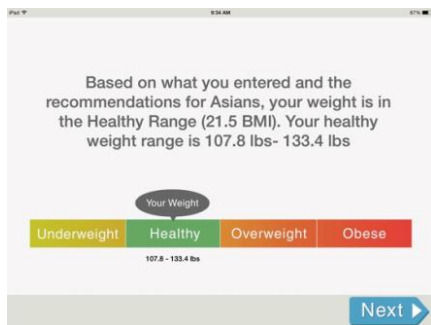 iPad 9:34 AM 67%
Based on what you entered and the
recommendations for Asians, your weight is in
the Healthy Range (21.5 BMI). Your healthy
weight range is 107.8 lbs- 133.4 lbs
Your Weight
Underweight Healthy Overweight Obese
107.8 - 133.4 lbs
Next